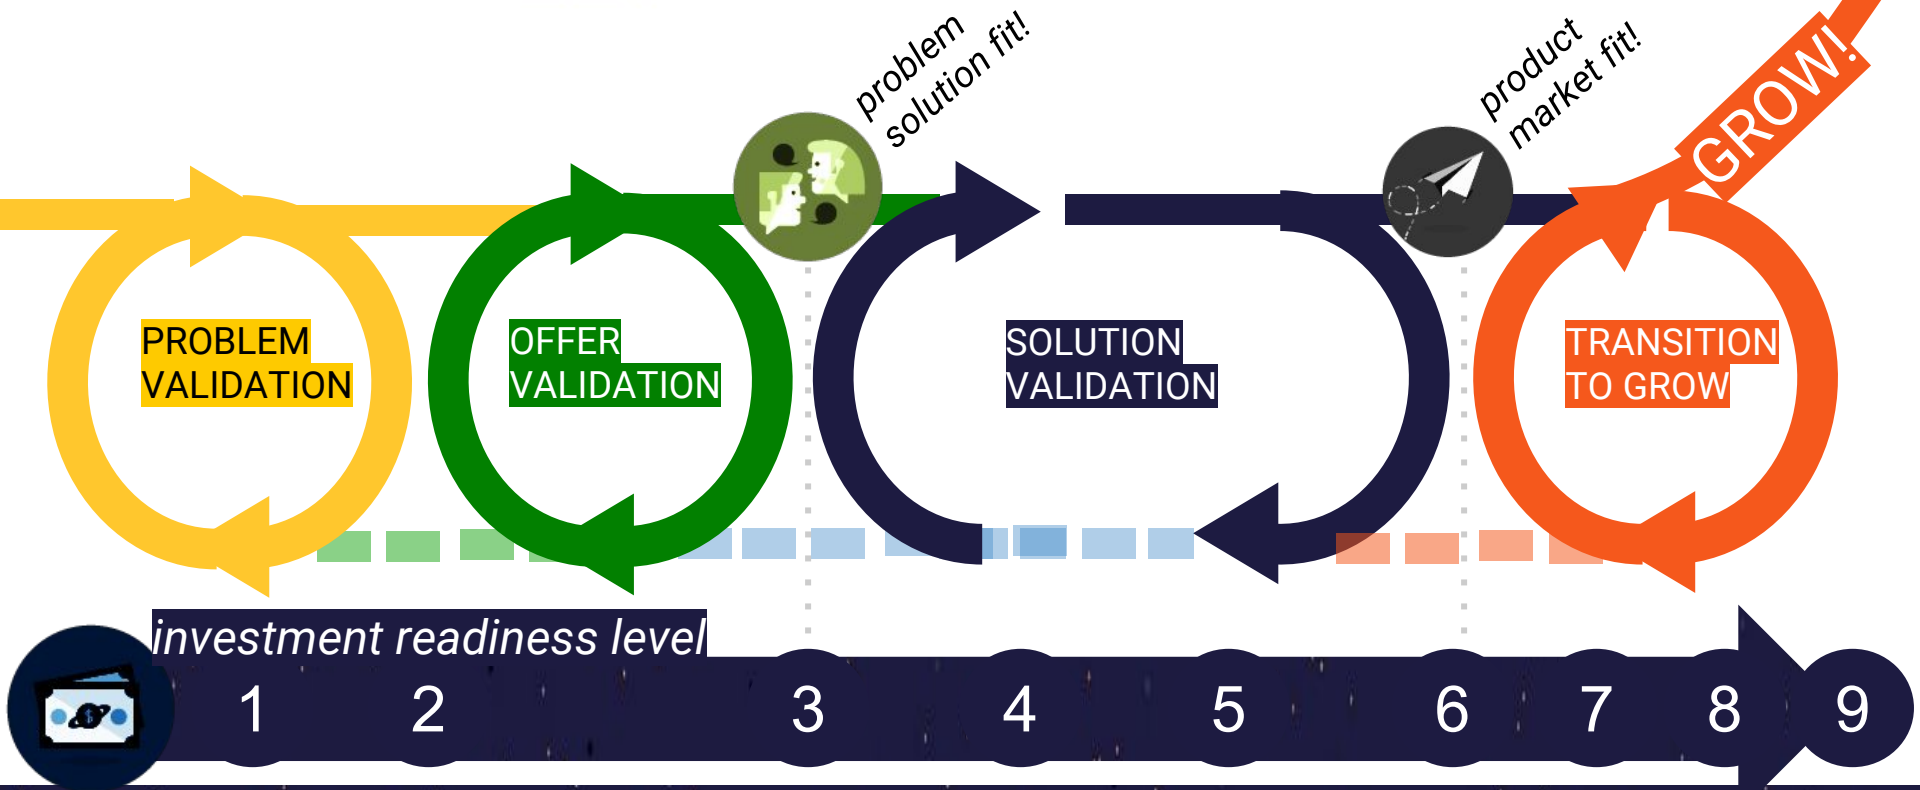 problem
solution fit!
product
market fit!
GROW!
PROBLEM
VALIDATION
OFFER
VALIDATION
SOLUTION
VALIDATION
TRANSITION
TO GROW
investment readiness level
$
1 2 3 4 5 6 7 8 9